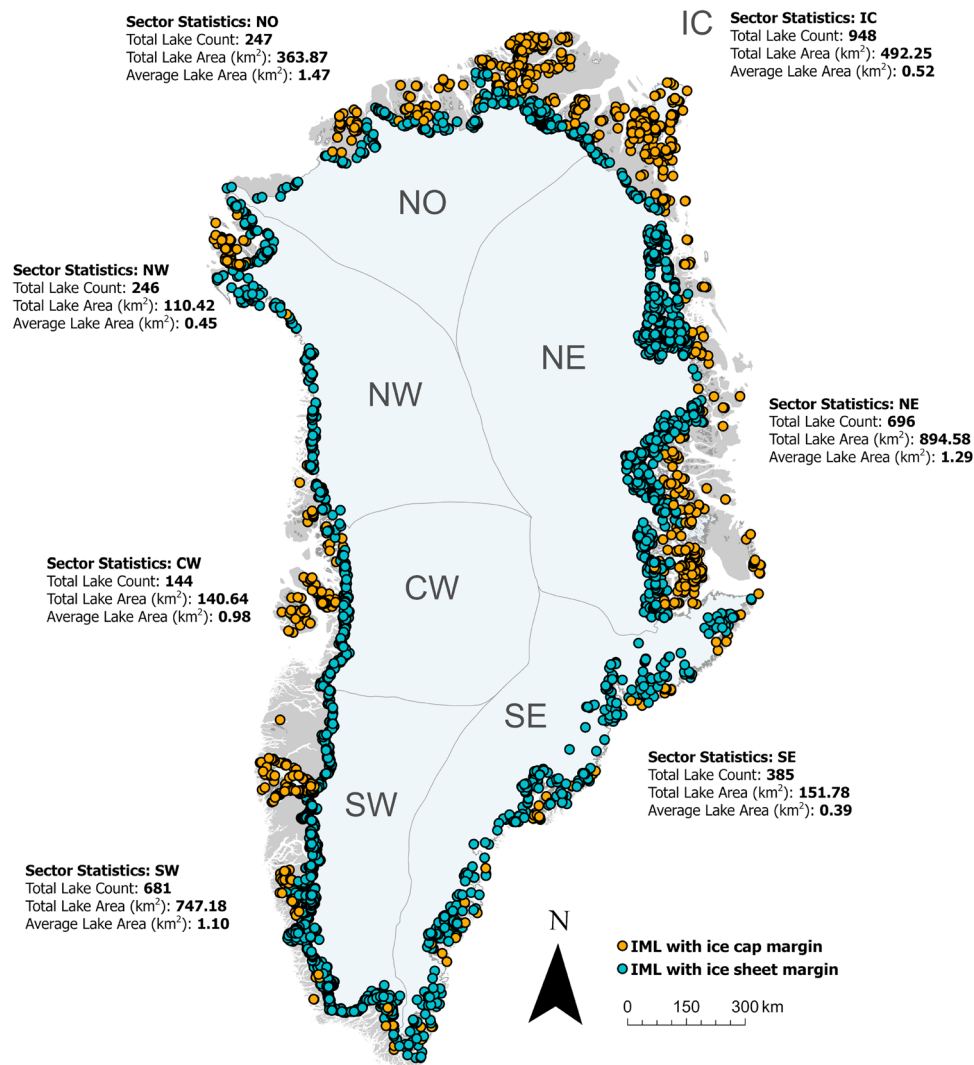 Sector Statistics: NO
Total Lake Count: 247
Total Lake Area (km²): 363.87
Average Lake Area (km²): 1.47
IC
Sector Statistics: IC
Total Lake Count: 948
Total Lake Area (km²): 492.25
Average Lake Area (km²): 0.52
NO
Sector Statistics: NW
Total Lake Count: 246
Total Lake Area (km²): 110.42
Average Lake Area (km²): 0.45
NE
NW
Sector Statistics: NE
Total Lake Count: 696
Total Lake Area (km²): 894.58
Average Lake Area (km²): 1.29
Sector Statistics: CW
Total Lake Count: 144
Total Lake Area (km²): 140.64
Average Lake Area (km²): 0.98
CW
SE
Sector Statistics: SE
Total Lake Count: 385
Total Lake Area (km²): 151.78
Average Lake Area (km²): 0.39
SW
Sector Statistics: SW
Total Lake Count: 681
Total Lake Area (km²): 747.18
Average Lake Area (km²): 1.10
N
IML with ice cap margin
IML with ice sheet margin
0 150 300 km